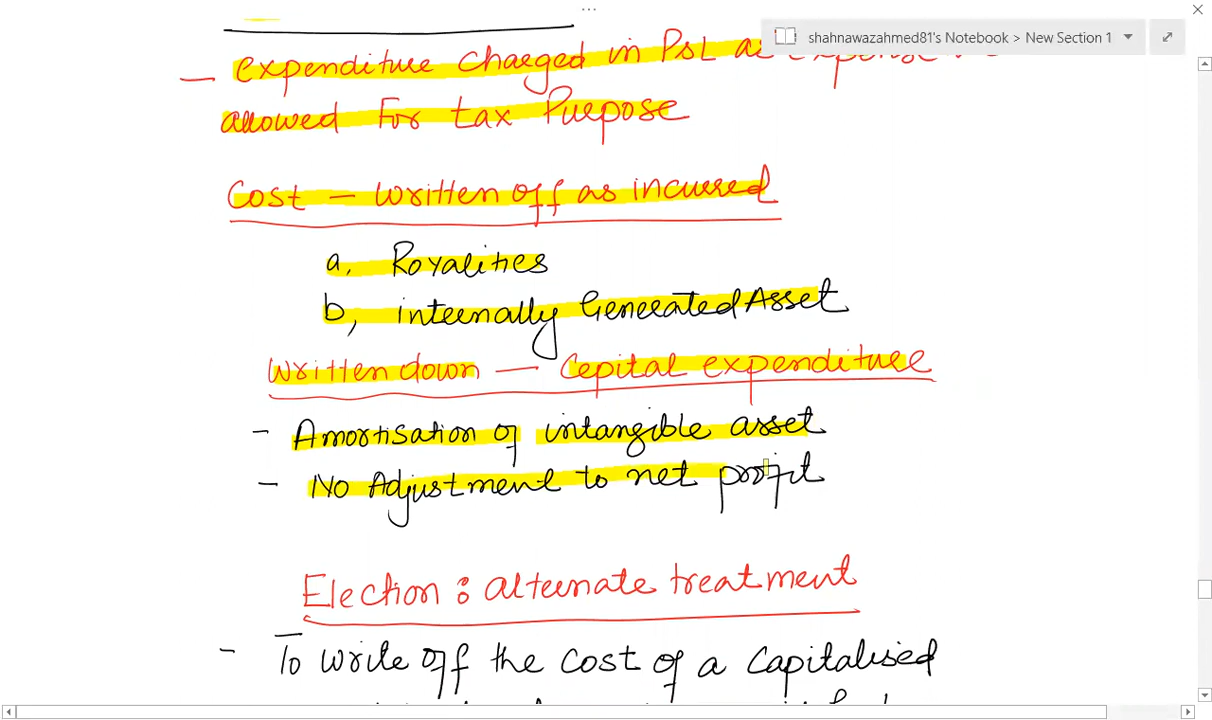 shahnawazahmed81's Notebook > New Section 1
— expenditure charged in P&L as expense
allowed for tax Purpose
Cost — written off as incurred
a, Royalities
b, internally Generated Asset
Written down — Cepital expenditure
- Amortisation of intangible asset
- No Adjustment to net profit
Election : alternate treatment
- To write off the cost of a Capitalised